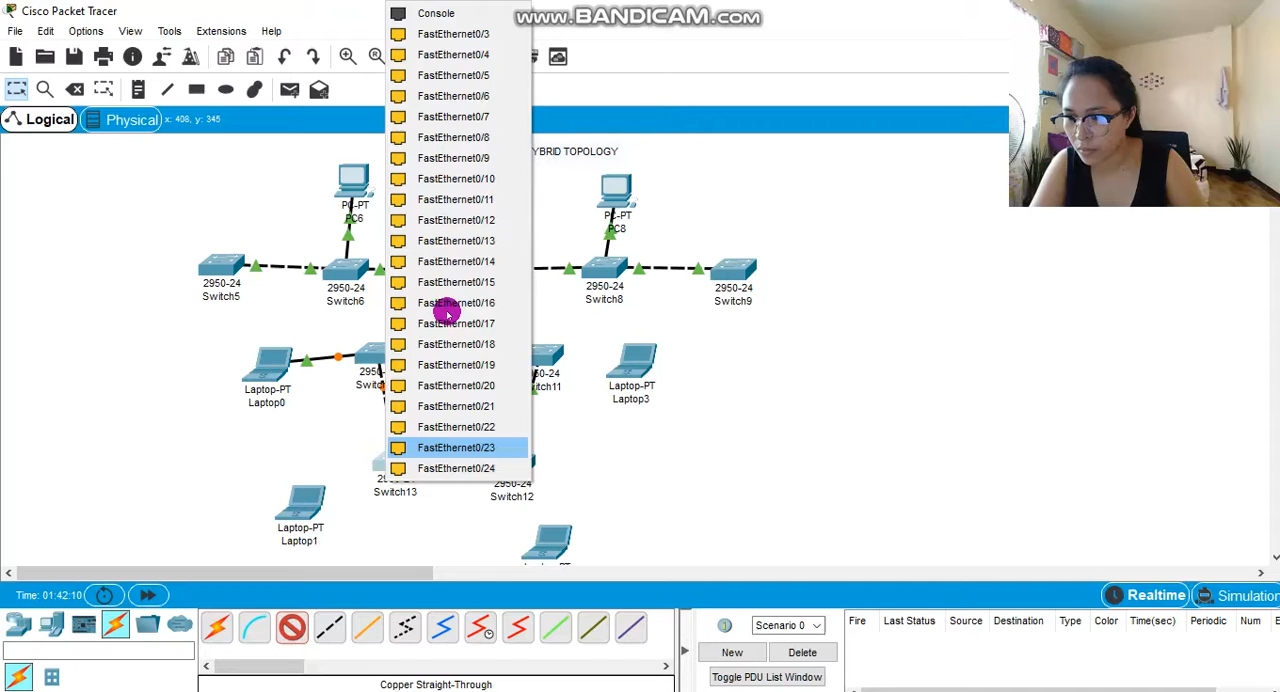 Cisco Packet Tracer
www.BANDICAM.com
File Edit Options View Tools Extensions Help
Logical Physical x: 408, y: 345
Console
FastEthernet0/3
FastEthernet0/4
FastEthernet0/5
FastEthernet0/6
FastEthernet0/7
FastEthernet0/8
FastEthernet0/9
FastEthernet0/10
FastEthernet0/11
FastEthernet0/12
FastEthernet0/13
FastEthernet0/14
FastEthernet0/15
FastEthernet0/16
FastEthernet0/17
FastEthernet0/18
FastEthernet0/19
FastEthernet0/20
FastEthernet0/21
FastEthernet0/22
FastEthernet0/23
FastEthernet0/24
YBRID TOPOLOGY
PC-PT
PC6
PC-PT
PC8
2950-24
Switch5
2950-24
Switch6
2950-24
Switch8
2950-24
Switch9
Laptop-PT
Laptop0
Laptop-PT
Laptop3
Switch13
2950-24
Switch12
Laptop-PT
Laptop1
Time: 01:42:10
Realtime Simulation
Scenario 0
New Delete
Toggle PDU List Window
Fire Last Status Source Destination Type Color Time(sec) Periodic Num
Copper Straight-Through